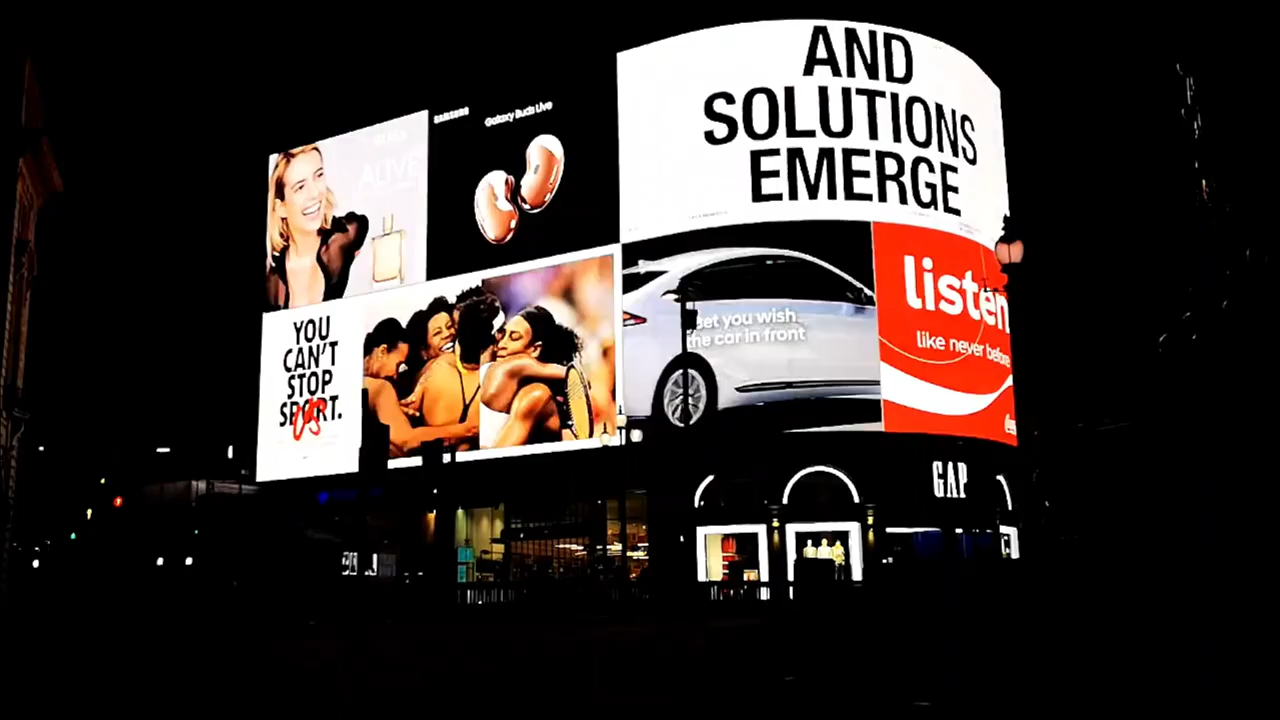 SAMSUNG
Galaxy Buds Live
ALIVE
AND
SOLUTIONS
EMERGE
YOU
CAN'T
STOP
SPORT.
US
Bet you wish
the car in front
listen
like never before
GAP